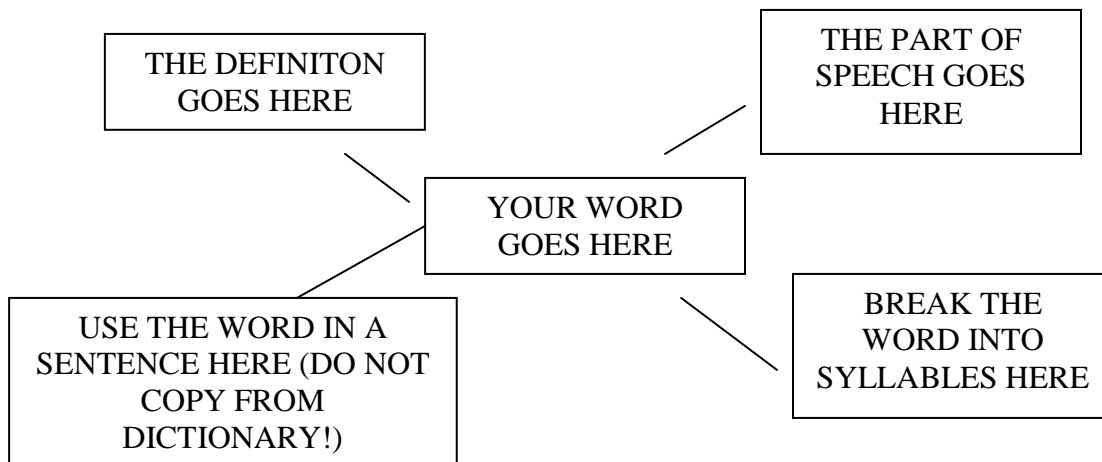 THE DEFINITON
GOES HERE
THE PART OF
SPEECH GOES
HERE
YOUR WORD
GOES HERE
USE THE WORD IN A
SENTENCE HERE (DO NOT
COPY FROM
DICTIONARY!)
BREAK THE
WORD INTO
SYLLABLES HERE